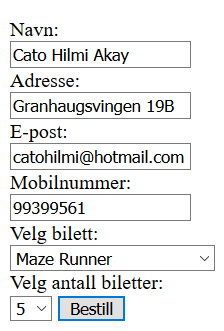 Navn:
Cato Hilmi Akay
Adresse:
Granhaugsvingen 19B
E-post:
catohilmi@hotmail.com
Mobilnummer:
99399561
Velg bilett:
Maze Runner
Velg antall biletter:
5 Bestill